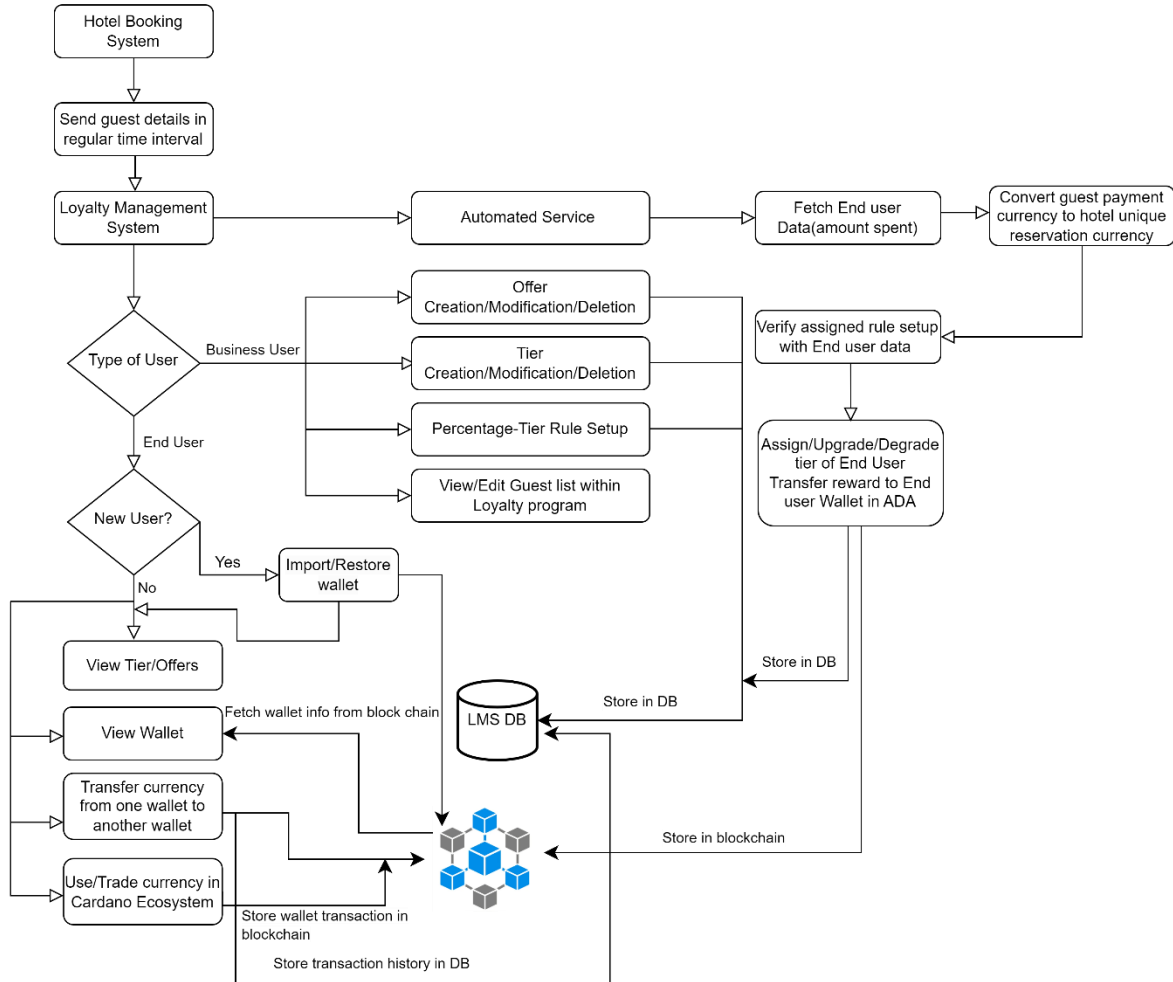 Hotel Booking
System
Send guest details in
regular time interval
Loyalty Management
System
Automated Service
Fetch End user
Data(amount spent)
Convert guest payment
currency to hotel unique
reservation currency
Offer
Creation/Modification/Deletion
Verify assigned rule setup
with End user data
Type of User
Business User
Tier
Creation/Modification/Deletion
Percentage-Tier Rule Setup
Assign/Upgrade/Degrade
tier of End User
Transfer reward to End
user Wallet in ADA
End User
View/Edit Guest list within
Loyalty program
New User?
Yes
Import/Restore
wallet
No
View Tier/Offers
Store in DB
Store in DB
Fetch wallet info from block chain
LMS DB
View Wallet
Transfer currency
from one wallet to
another wallet
Store in blockchain
Use/Trade currency in
Cardano Ecosystem
Store wallet transaction in
blockchain
Store transaction history in DB